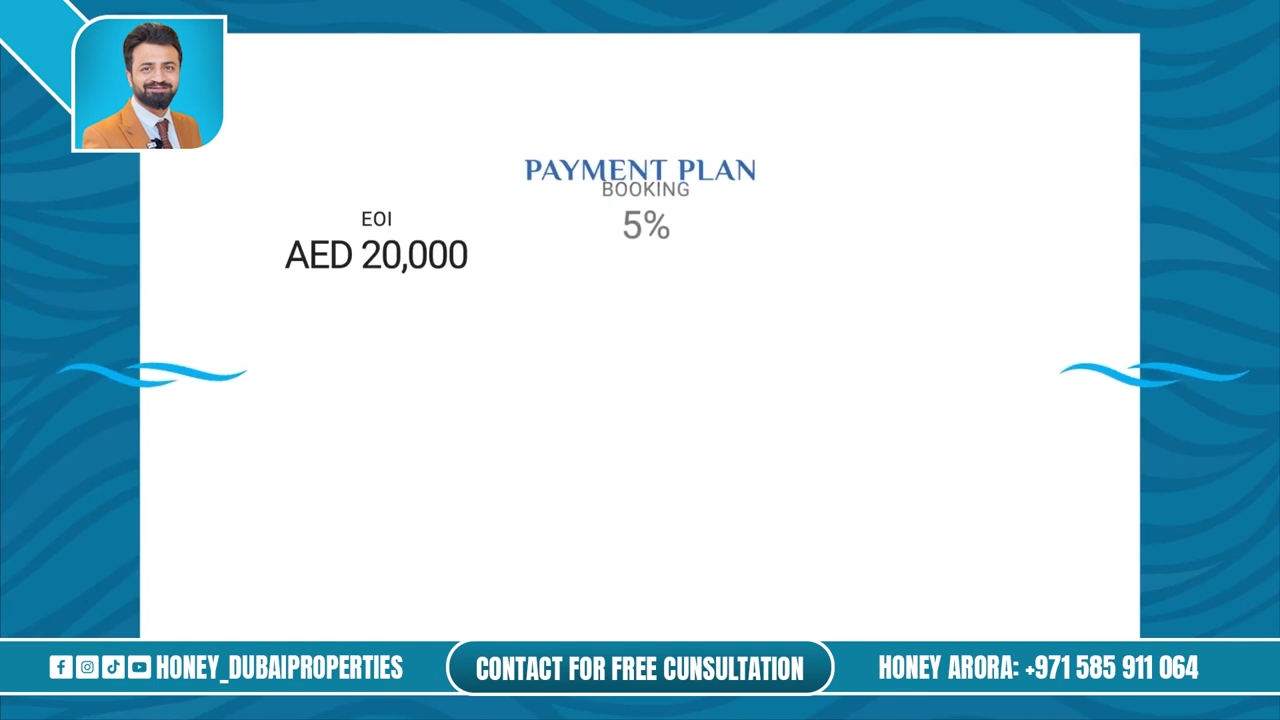 PAYMENT PLAN
BOOKING
5%
EOI
AED 20,000
HONEY_DUBAIPROPERTIES
CONTACT FOR FREE CUNSULTATION
HONEY ARORA: +971 585 911 064